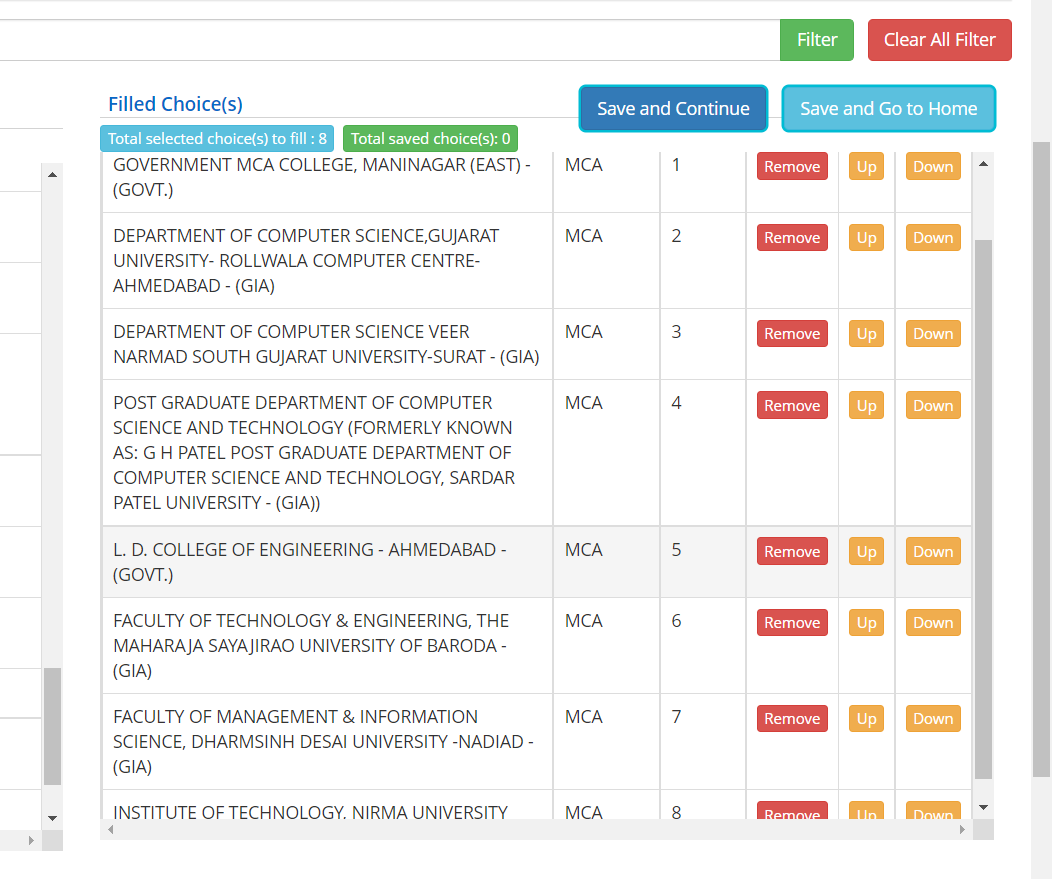 Filter
Clear All Filter
Filled Choice(s)
Save and Continue
Save and Go to Home
Total selected choice(s) to fill : 8
Total saved choice(s): 0
GOVERNMENT MCA COLLEGE, MANINAGAR (EAST) - MCA 1 Remove Up Down
(GOVT.)
DEPARTMENT OF COMPUTER SCIENCE,GUJARAT MCA 2 Remove Up Down
UNIVERSITY- ROLLWALA COMPUTER CENTRE-
AHMEDABAD - (GIA)
DEPARTMENT OF COMPUTER SCIENCE VEER MCA 3 Remove Up Down
NARMAD SOUTH GUJARAT UNIVERSITY-SURAT - (GIA)
POST GRADUATE DEPARTMENT OF COMPUTER MCA 4 Remove Up Down
SCIENCE AND TECHNOLOGY (FORMERLY KNOWN
AS: G H PATEL POST GRADUATE DEPARTMENT OF
COMPUTER SCIENCE AND TECHNOLOGY, SARDAR
PATEL UNIVERSITY - (GIA))
L. D. COLLEGE OF ENGINEERING - AHMEDABAD - MCA 5 Remove Up Down
(GOVT.)
FACULTY OF TECHNOLOGY & ENGINEERING, THE MCA 6 Remove Up Down
MAHARAJA SAYAJIRAO UNIVERSITY OF BARODA -
(GIA)
FACULTY OF MANAGEMENT & INFORMATION MCA 7 Remove Up Down
SCIENCE, DHARMSINH DESAI UNIVERSITY -NADIAD -
(GIA)
INSTITUTE OF TECHNOLOGY, NIRMA UNIVERSITY MCA 8 Remove Up Down